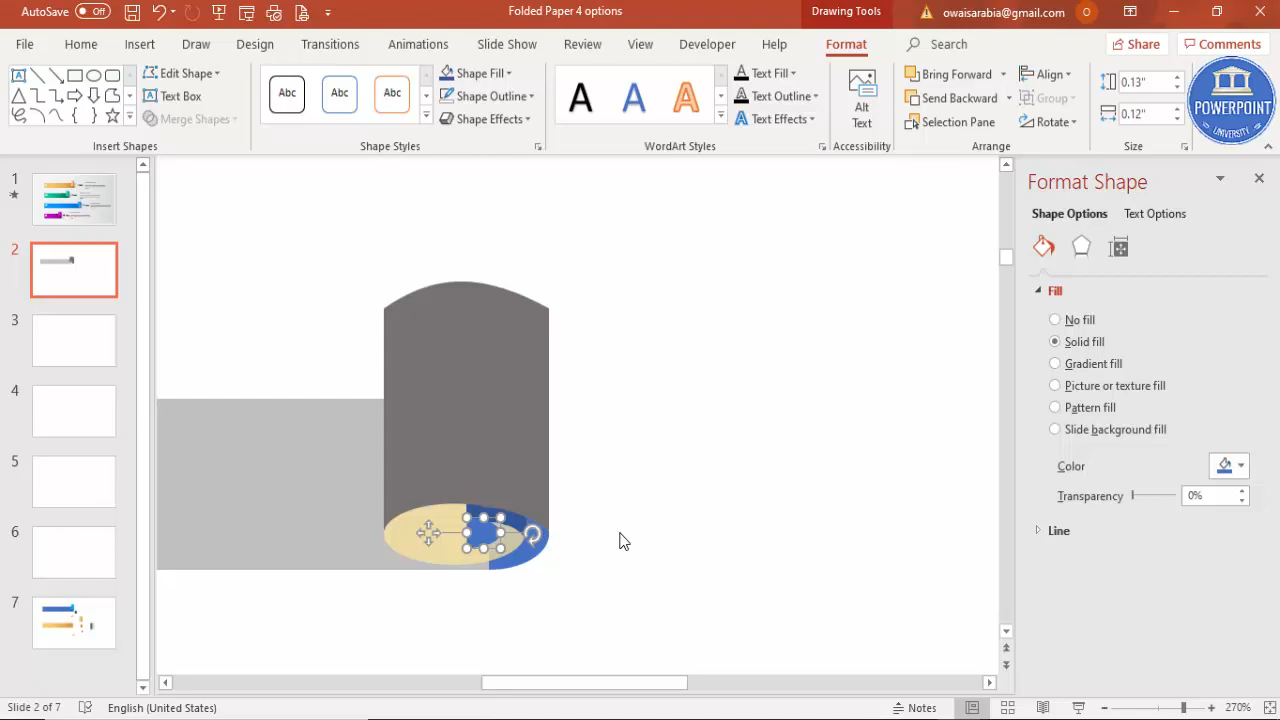 AutoSave Off
Folded Paper 4 options
Drawing Tools
owaisarabia@gmail.com
O
File Home Insert Draw Design Transitions Animations Slide Show Review View Developer Help Format Search Share Comments
Edit Shape
Text Box
Merge Shapes
Insert Shapes
Abc Abc Abc
Shape Fill
Shape Outline
Shape Effects
Shape Styles
A A A
Text Fill
Text Outline
Text Effects
WordArt Styles
Alt
Text
Accessibility
Bring Forward
Send Backward
Selection Pane
Align
Group
Rotate
Arrange
0.13"
0.12"
Size
POWERPOINT
UNIVERSITY
1
2
3
4
5
6
7
Format Shape
Shape Options Text Options
Fill
No fill
Solid fill
Gradient fill
Picture or texture fill
Pattern fill
Slide background fill
Color
Transparency 0%
Line
Slide 2 of 7 English (United States) Notes 270%